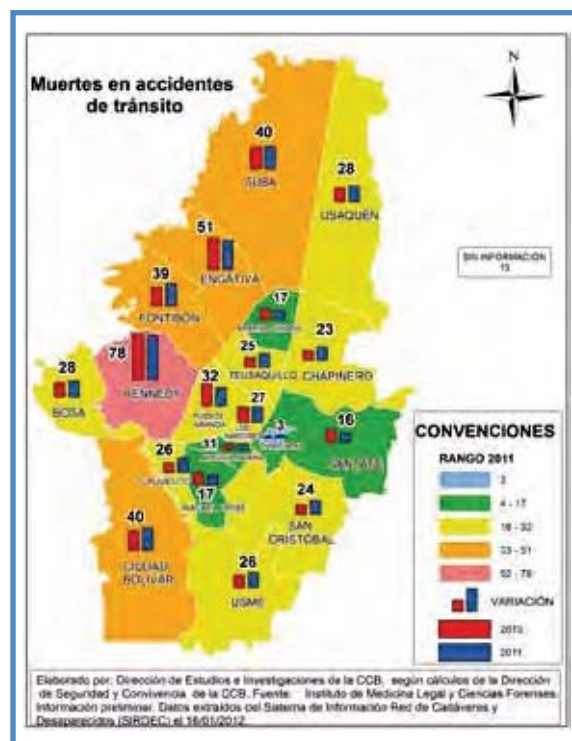 Muertes en accidentes
de tránsito
N
40
SUBA
28
USAQUÉN
51
ENGATIVA
SIN INFORMACIÓN
39
FONTIBÓN
17
23
CHAPINERO
25
TEUSAQUILLO
78
KENNEDY
28
BOSA
32
PUENTE
ARANDA
27
LOS
3
16
SANTA FE
11
26
TUNJUELITO
17
24
SAN
CRISTÓBAL
40
CIUDAD
BOLIVAR
26
USME
CONVENCIONES
RANGO 2011
3
4 - 17
18 - 32
33 - 51
52 - 78
VARIACIÓN
2010
2011
Elaborado por: Dirección de Estudios e Investigaciones de la CCB, según cálculos de la Dirección
de Seguridad y Convivencia de la CCB. Fuente: Instituto de Medicina Legal y Ciencias Forenses.
Información preliminar. Datos extraídos del Sistema de Información Red de Cadáveres y
Desaparecidos (SIRDEC) el 16/01/2012.